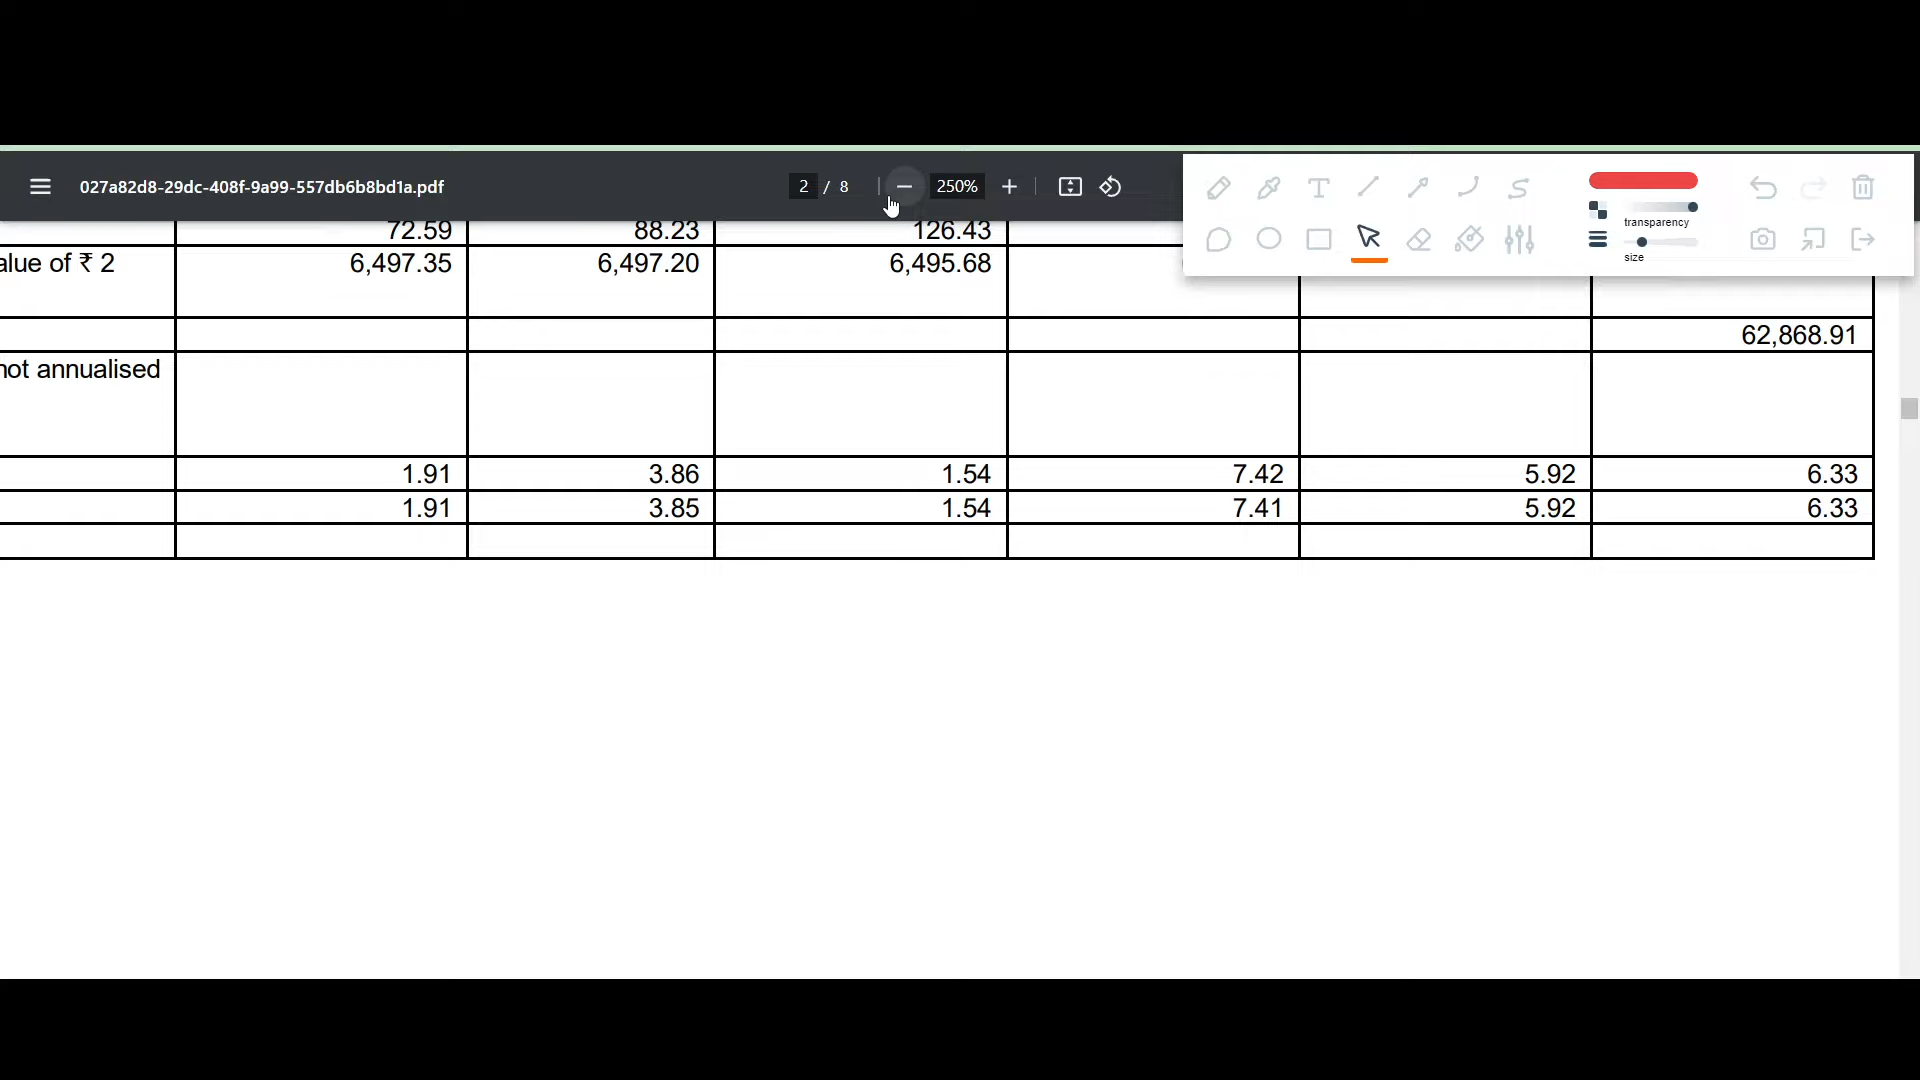 027a82d8-29dc-408f-9a99-557db6b8bd1a.pdf 2 / 8 250%
transparency
size
72.59 88.23 126.43
alue of ₹ 2 6,497.35 6,497.20 6,495.68
62,868.91
not annualised
1.91 3.86 1.54 7.42 5.92 6.33
1.91 3.85 1.54 7.41 5.92 6.33